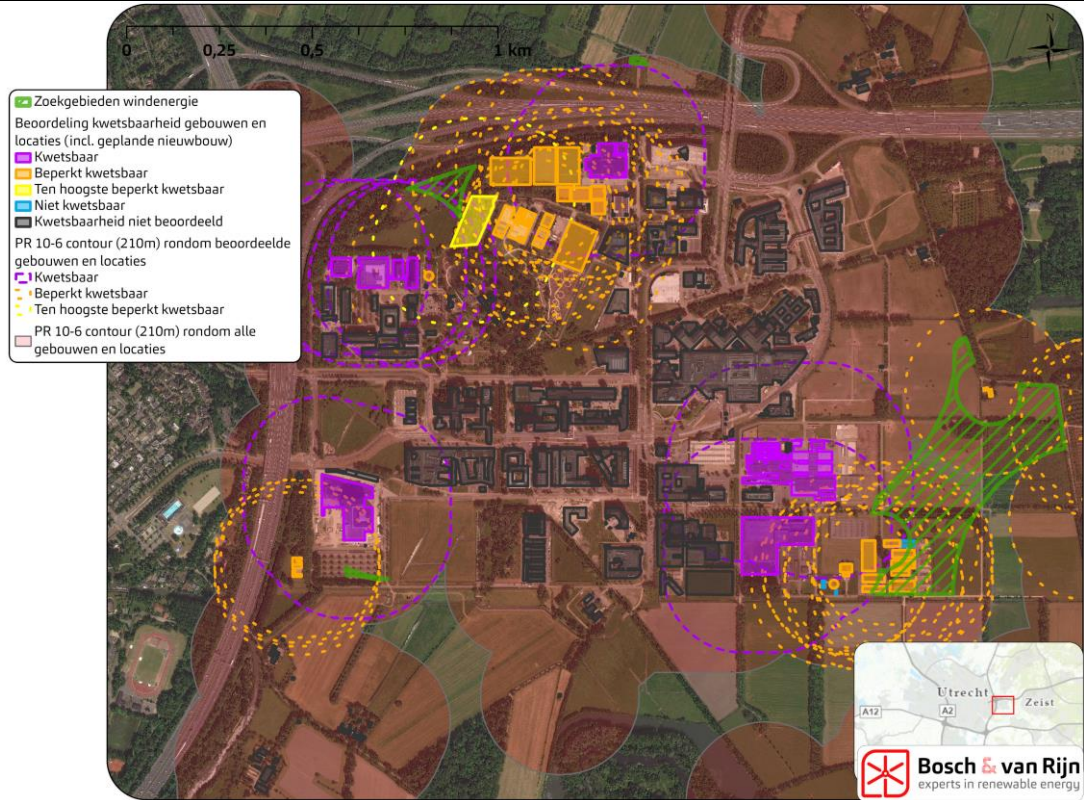 N
0 0,25 0,5 1 km
Zoekgebieden windenergie
Beoordeling kwetsbaarheid gebouwen en
locaties (incl. geplande nieuwbouw)
Kwetsbaar
Beperkt kwetsbaar
Ten hoogste beperkt kwetsbaar
Niet kwetsbaar
Kwetsbaarheid niet beoordeeld
PR 10-6 contour (210m) rondom beoordeelde
gebouwen en locaties
Kwetsbaar
Beperkt kwetsbaar
Ten hoogste beperkt kwetsbaar
PR 10-6 contour (210m) rondom alle
gebouwen en locaties
Utrecht
Zeist
A12
A2
Bosch & van Rijn
experts in renewable energy